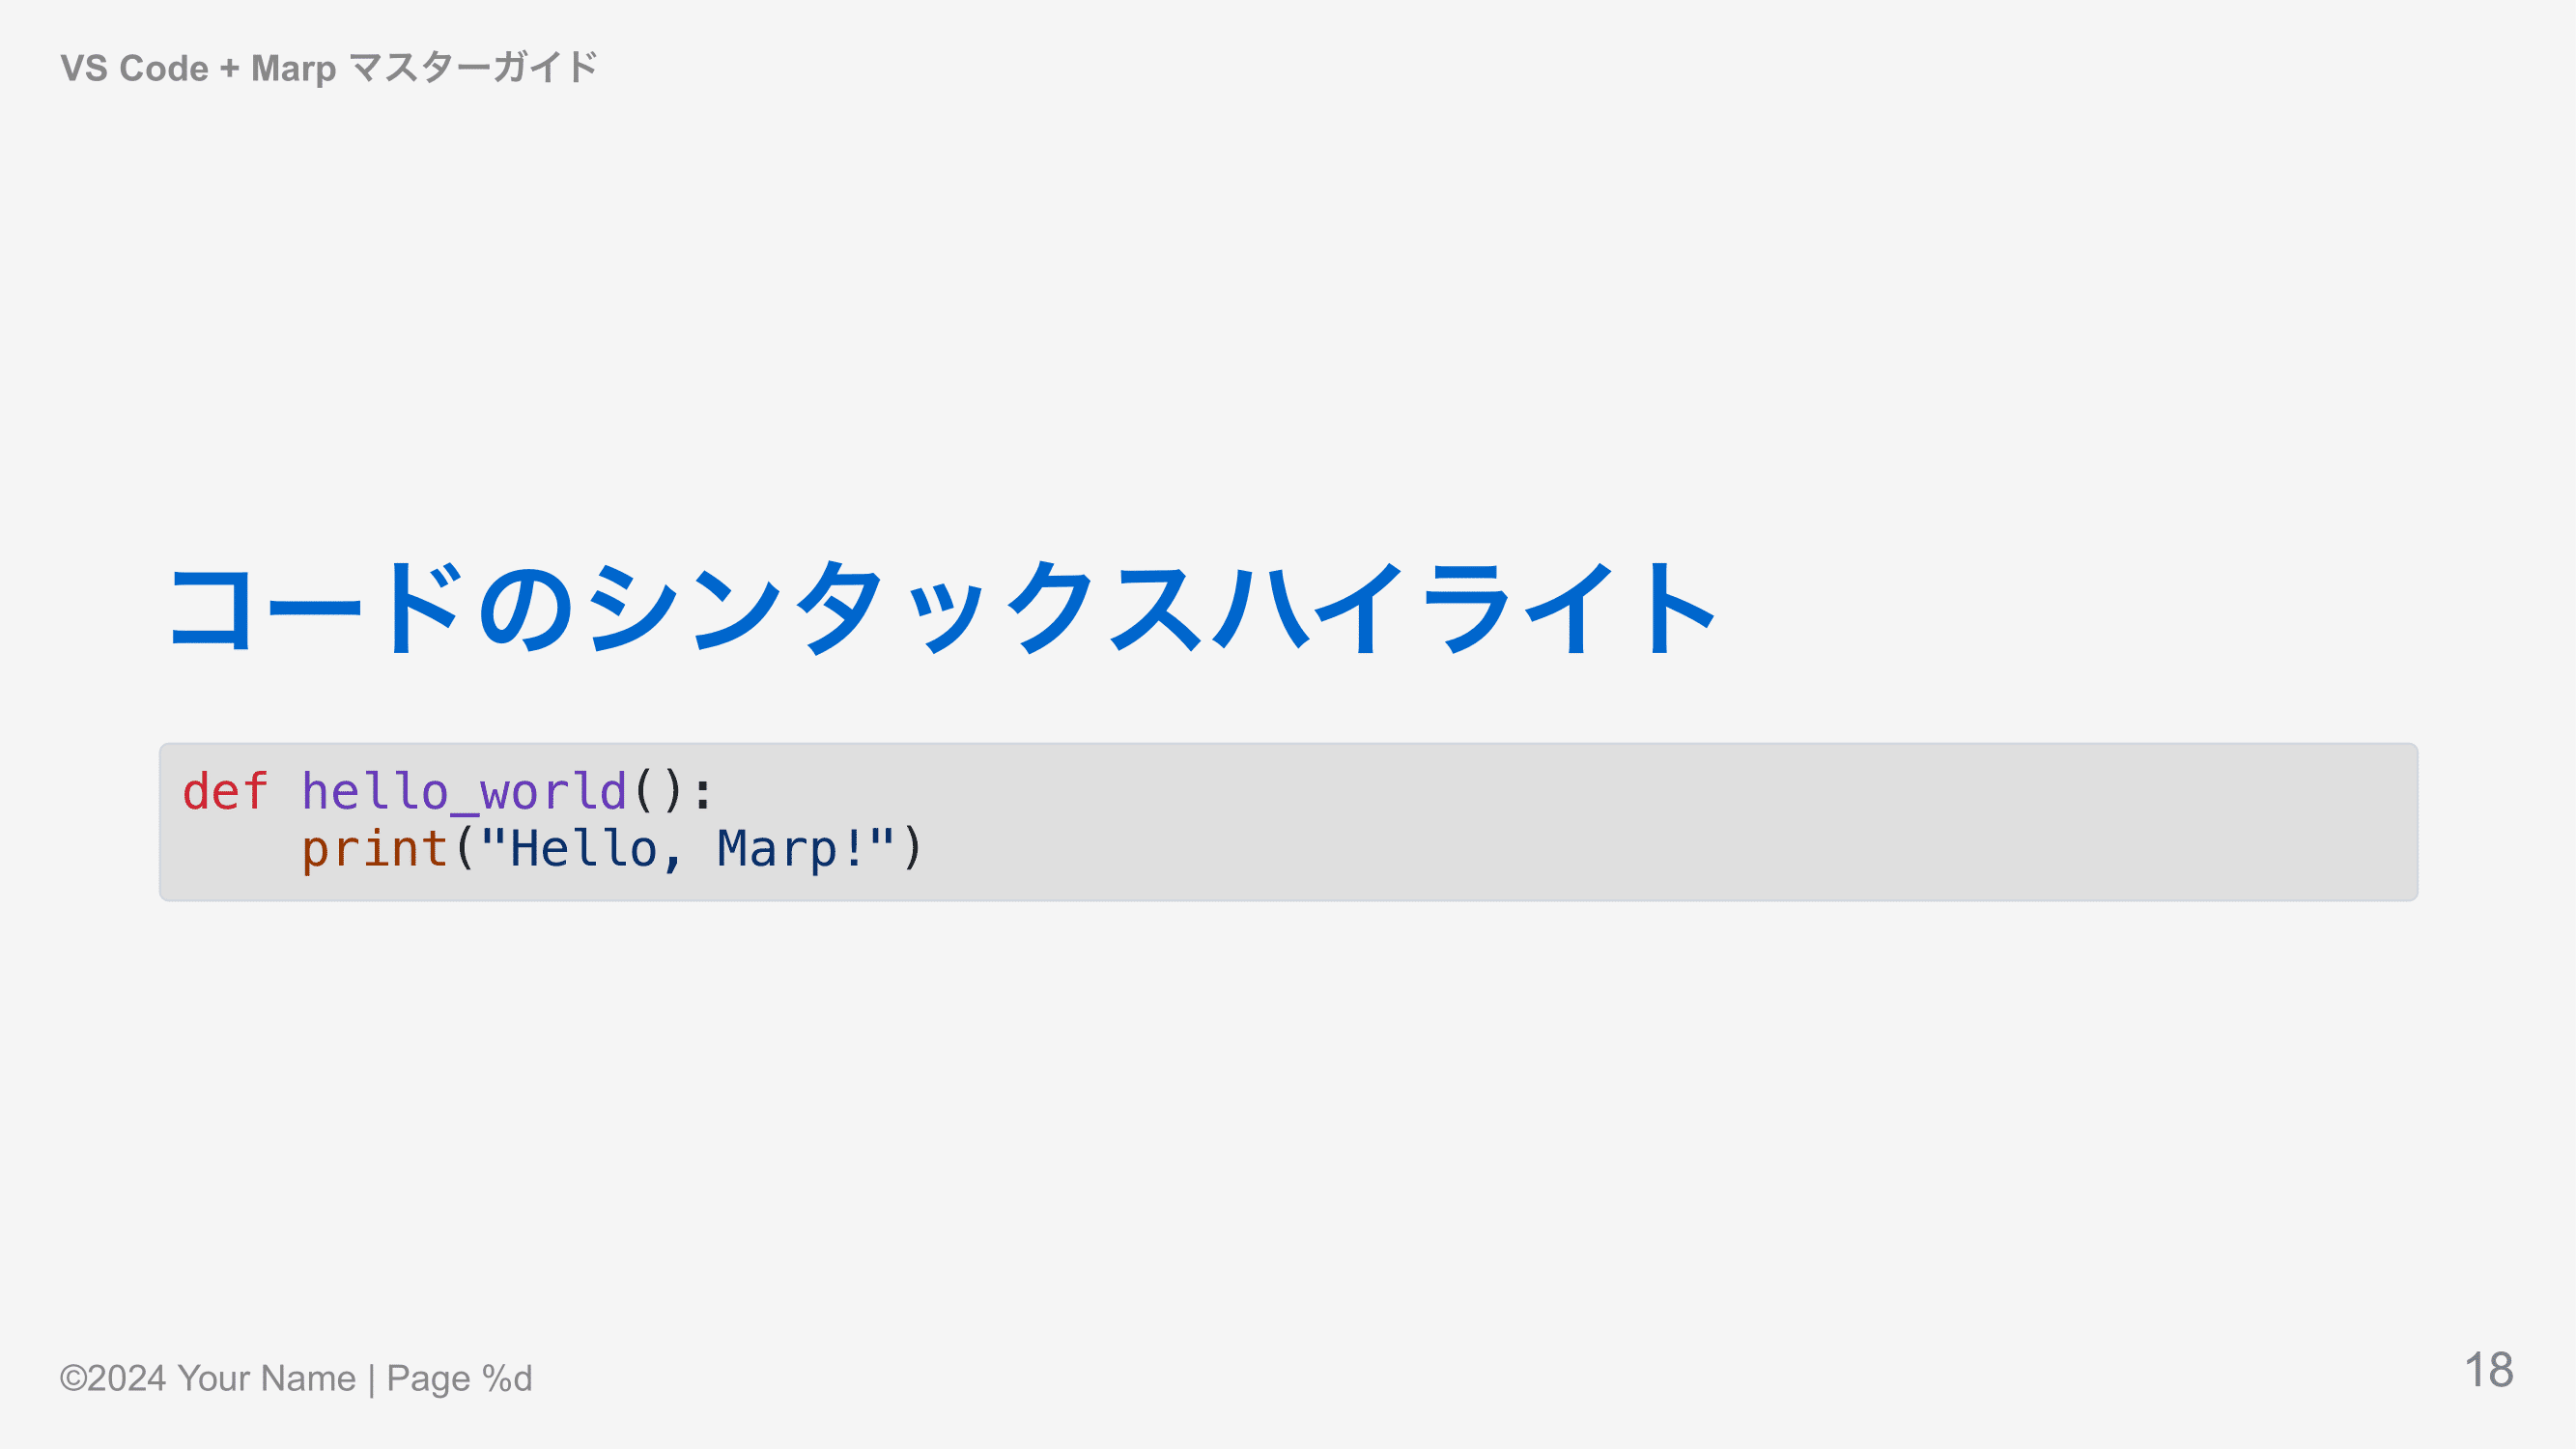 VS Code + Marp マスターガイド
コードのシンタックスハイライト
def hello_world():
    print("Hello, Marp!")
©2024 Your Name | Page %d
18